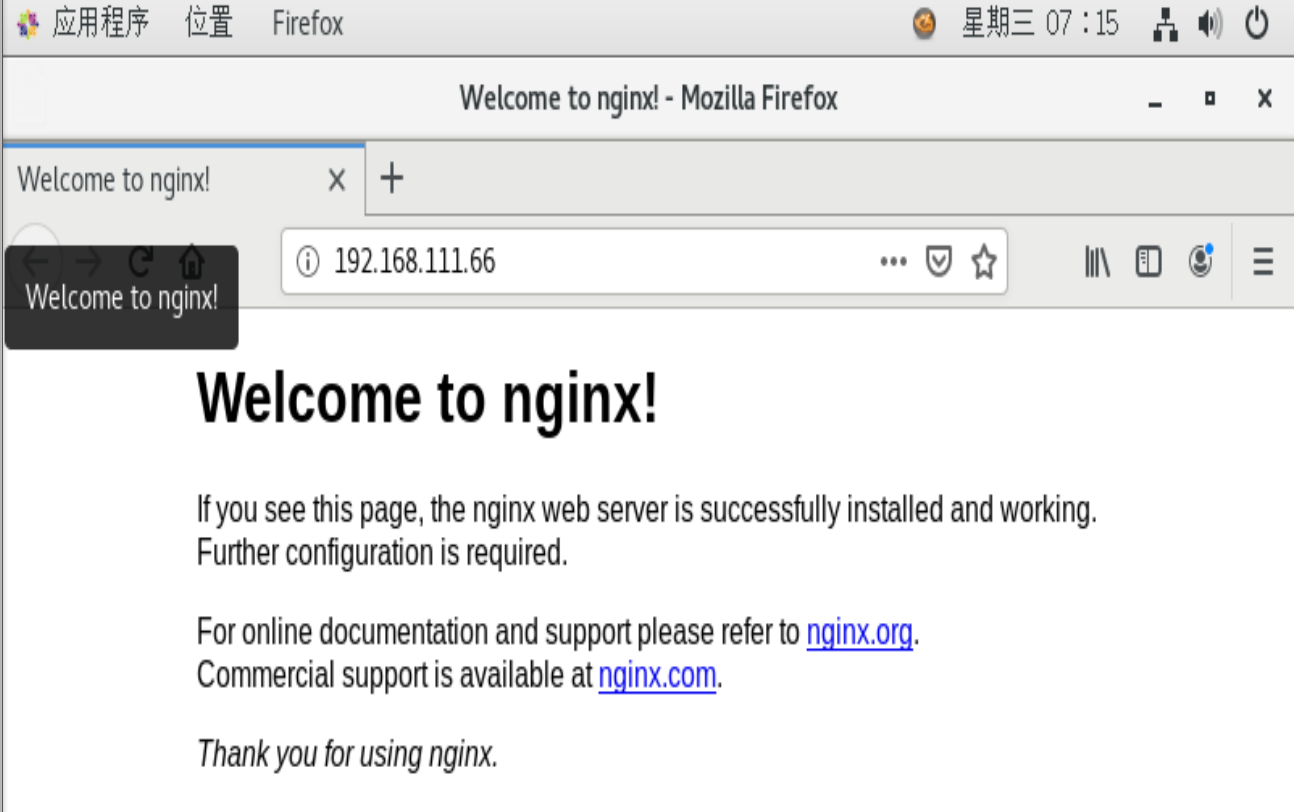 应用程序 位置 Firefox 星期三 07：15
Welcome to nginx! - Mozilla Firefox
Welcome to nginx!
192.168.111.66
Welcome to nginx!
Welcome to nginx!
If you see this page, the nginx web server is successfully installed and working.
Further configuration is required.
For online documentation and support please refer to nginx.org.
Commercial support is available at nginx.com.
Thank you for using nginx.